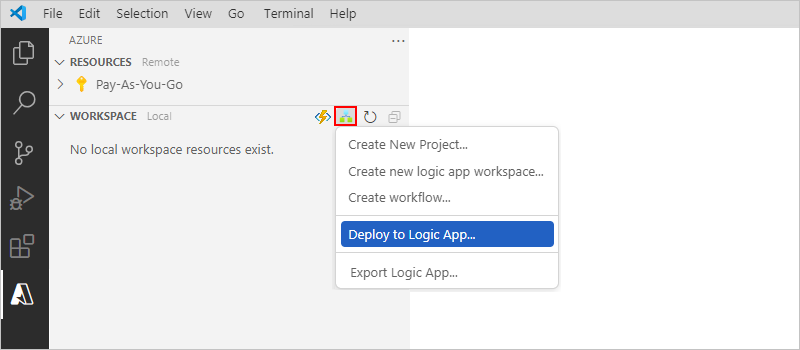 File Edit Selection View Go Terminal Help
AZURE
RESOURCES Remote
Pay-As-You-Go
WORKSPACE Local
No local workspace resources exist.
Create New Project...
Create new logic app workspace...
Create workflow...
Deploy to Logic App...
Export Logic App...